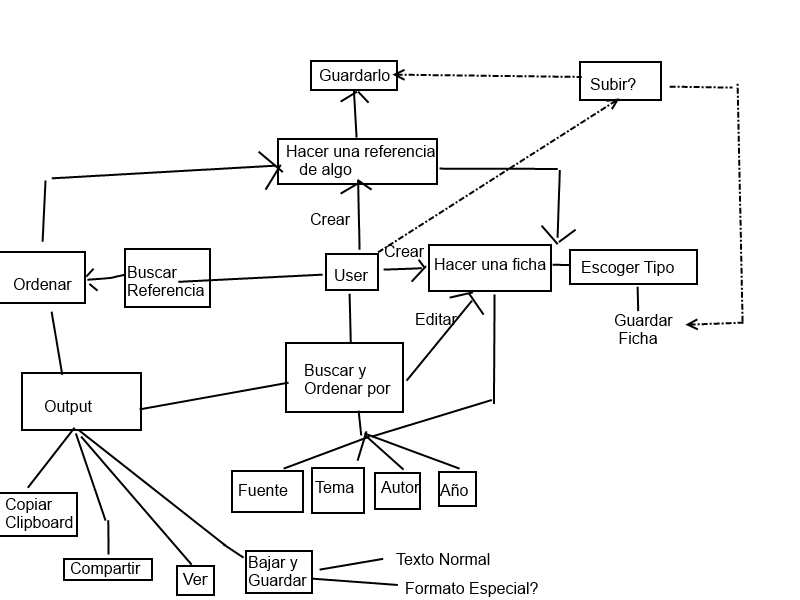 Guardarlo
Subir?
Hacer una referencia
de algo
Crear
Crear
Ordenar
Buscar
Referencia
User
Hacer una ficha
Escoger Tipo
Guardar
Ficha
Editar
Buscar y
Ordenar por
Output
Fuente
Tema
Autor
Año
Copiar
Clipboard
Compartir
Ver
Bajar y
Guardar
Texto Normal
Formato Especial?